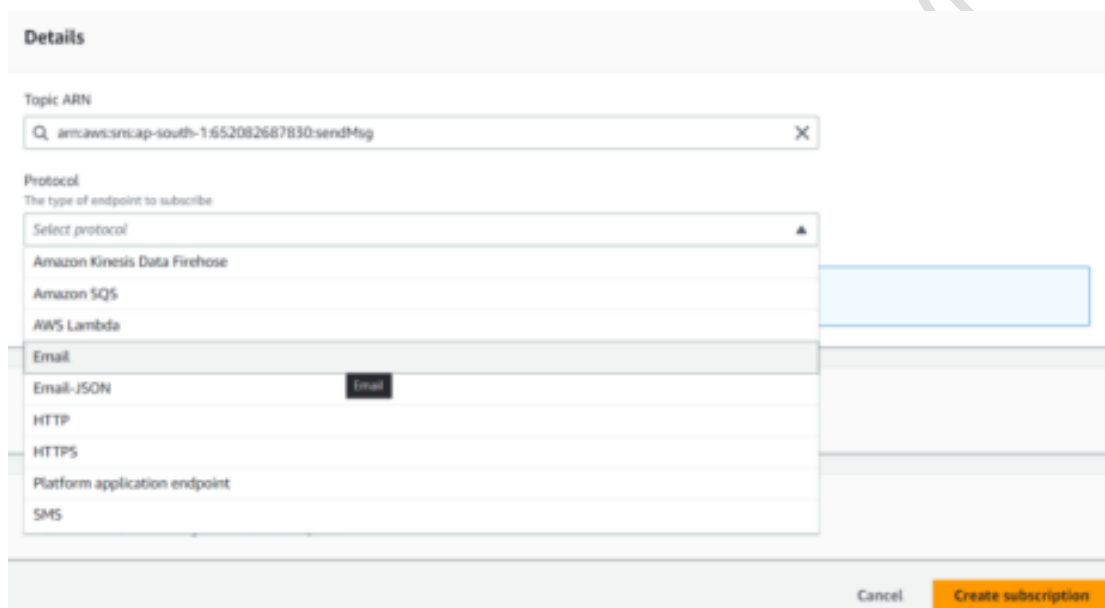 Details
Topic ARN
arn:aws:sns:ap-south-1:652082687830:sendMsg
Protocol
The type of endpoint to subscribe
Select protocol
Amazon Kinesis Data Firehose
Amazon SQS
AWS Lambda
Email
Email-JSON
Email
HTTP
HTTPS
Platform application endpoint
SMS
Cancel
Create subscription